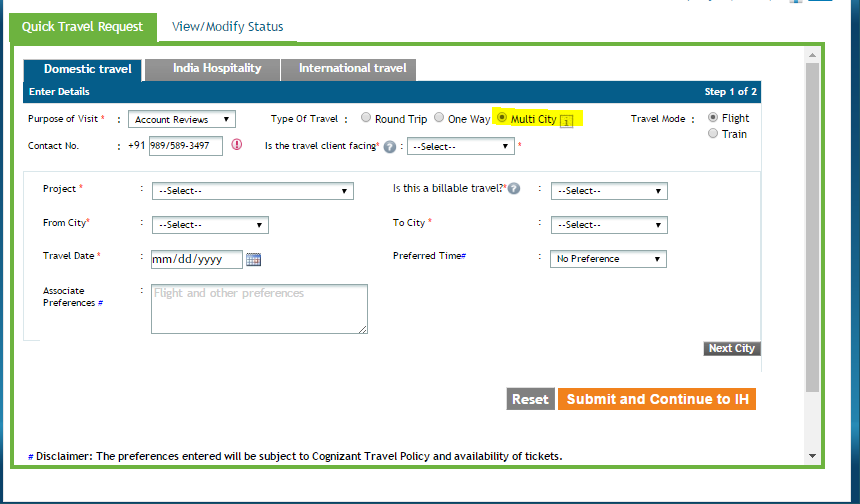 Quick Travel Request View/Modify Status
Domestic travel India Hospitality International travel
Enter Details Step 1 of 2
Purpose of Visit * : Account Reviews Type Of Travel : Round Trip One Way Multi City i Travel Mode : Flight
Train
Contact No. : +91 989/589-3497 ! Is the travel client facing* ? : --Select-- *
Project * : --Select-- Is this a billable travel?* ? : --Select--
From City* : --Select-- To City * : --Select--
Travel Date * : mm/dd/yyyy Preferred Time# : No Preference
Associate : Flight and other preferences
Preferences #
Next City
Reset Submit and Continue to IH
# Disclaimer: The preferences entered will be subject to Cognizant Travel Policy and availability of tickets.